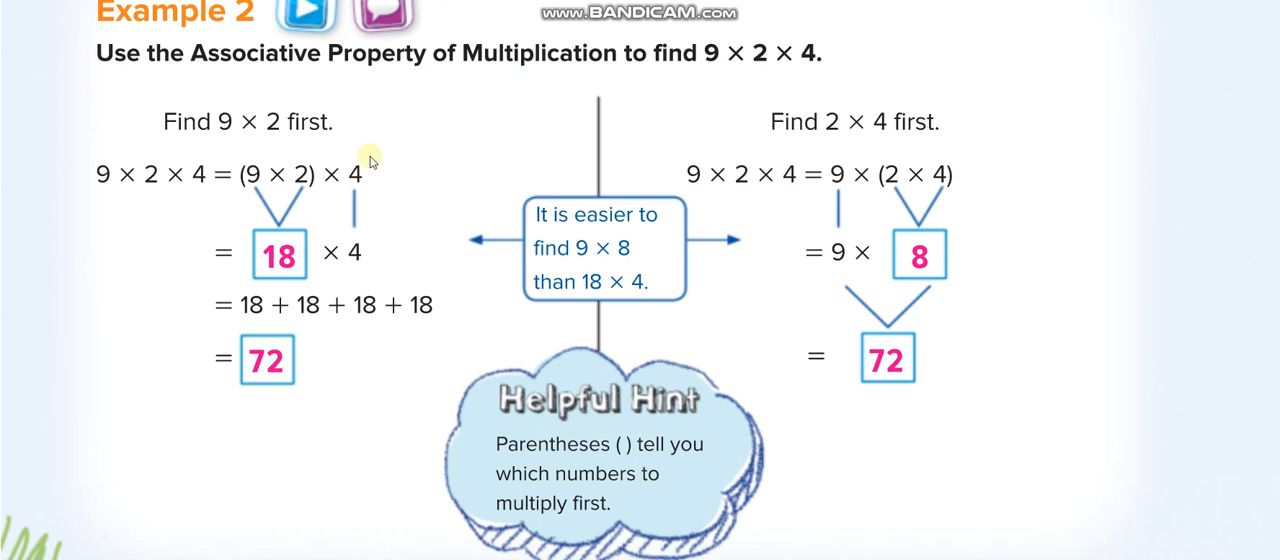 www.BANDICAM.com
Example 2
Use the Associative Property of Multiplication to find 9 × 2 × 4.
Find 9 × 2 first.
9 × 2 × 4 = (9 × 2) × 4
= 18 × 4
= 18 + 18 + 18 + 18
= 72
It is easier to
find 9 × 8
than 18 × 4.
Find 2 × 4 first.
9 × 2 × 4 = 9 × (2 × 4)
= 9 × 8
= 72
Helpful Hint
Parentheses ( ) tell you
which numbers to
multiply first.